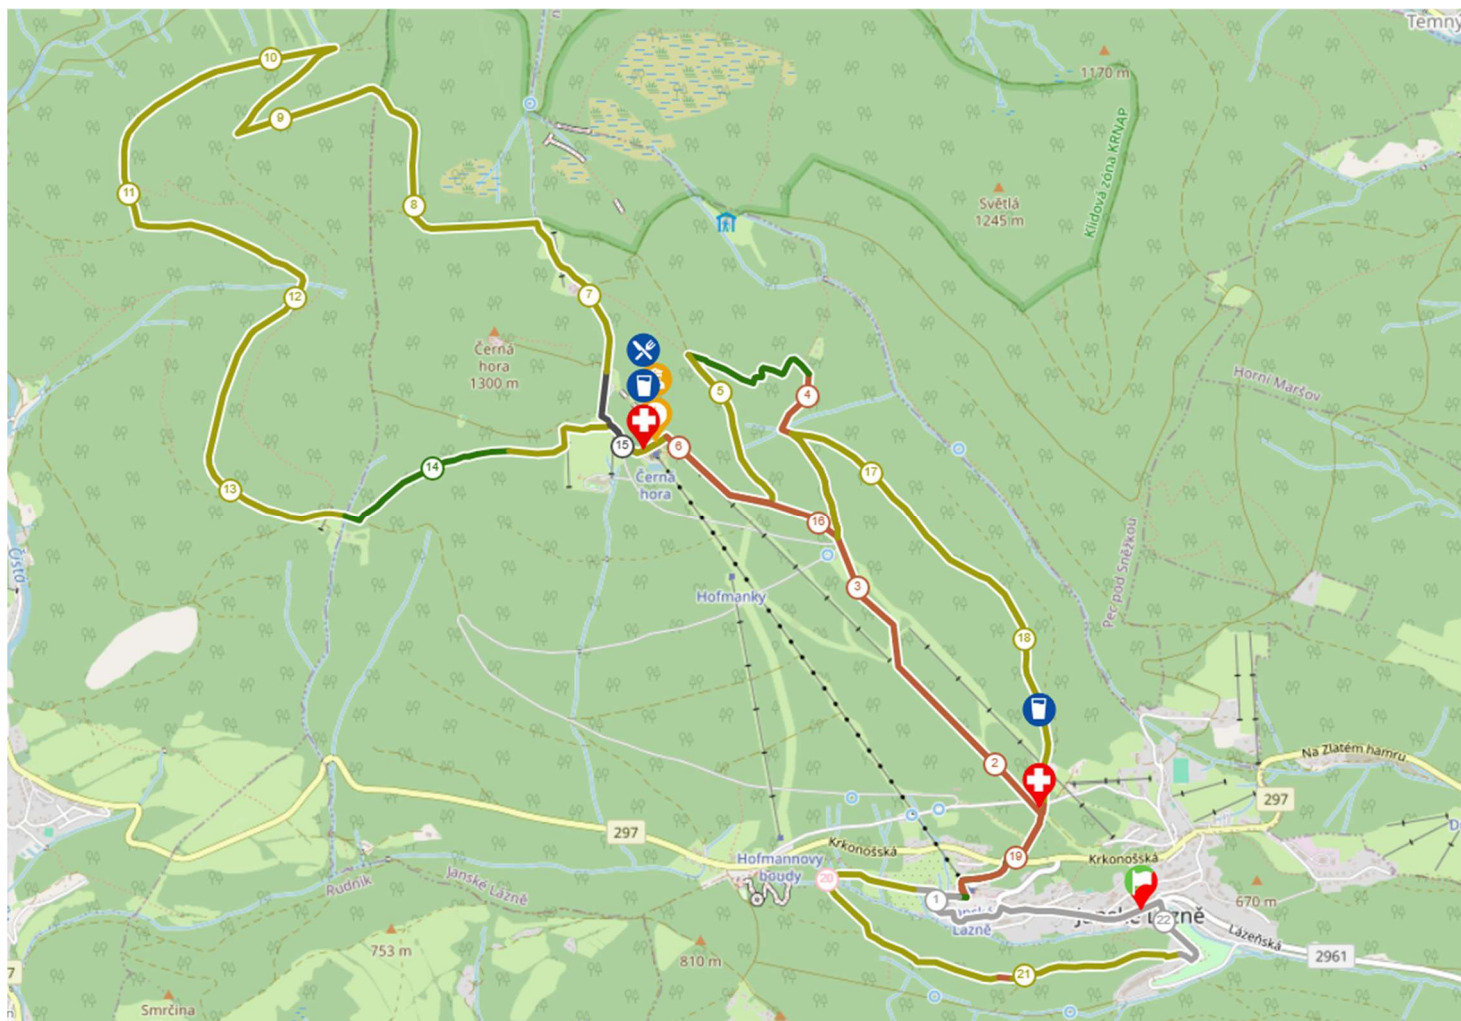 Temný
10
1170 m
9
Klidová zóna KRNAP
11
8
Světlá
1245 m
12
7
Černá
hora
1300 m
Horní Maršov
5
4
15
6
14
17
Černá
hora
13
16
Pec pod Sněžkou
Čistá
3
Hofmanky
18
2
Na Zlatém hamru
297
297
Krkonošská
Krkonošská
19
Hofmannovy
boudy
20
Rudník
Janské Lázně
1
670 m
22
Lázně
Lázeňská
753 m
810 m
2961
21
7
Smrčina